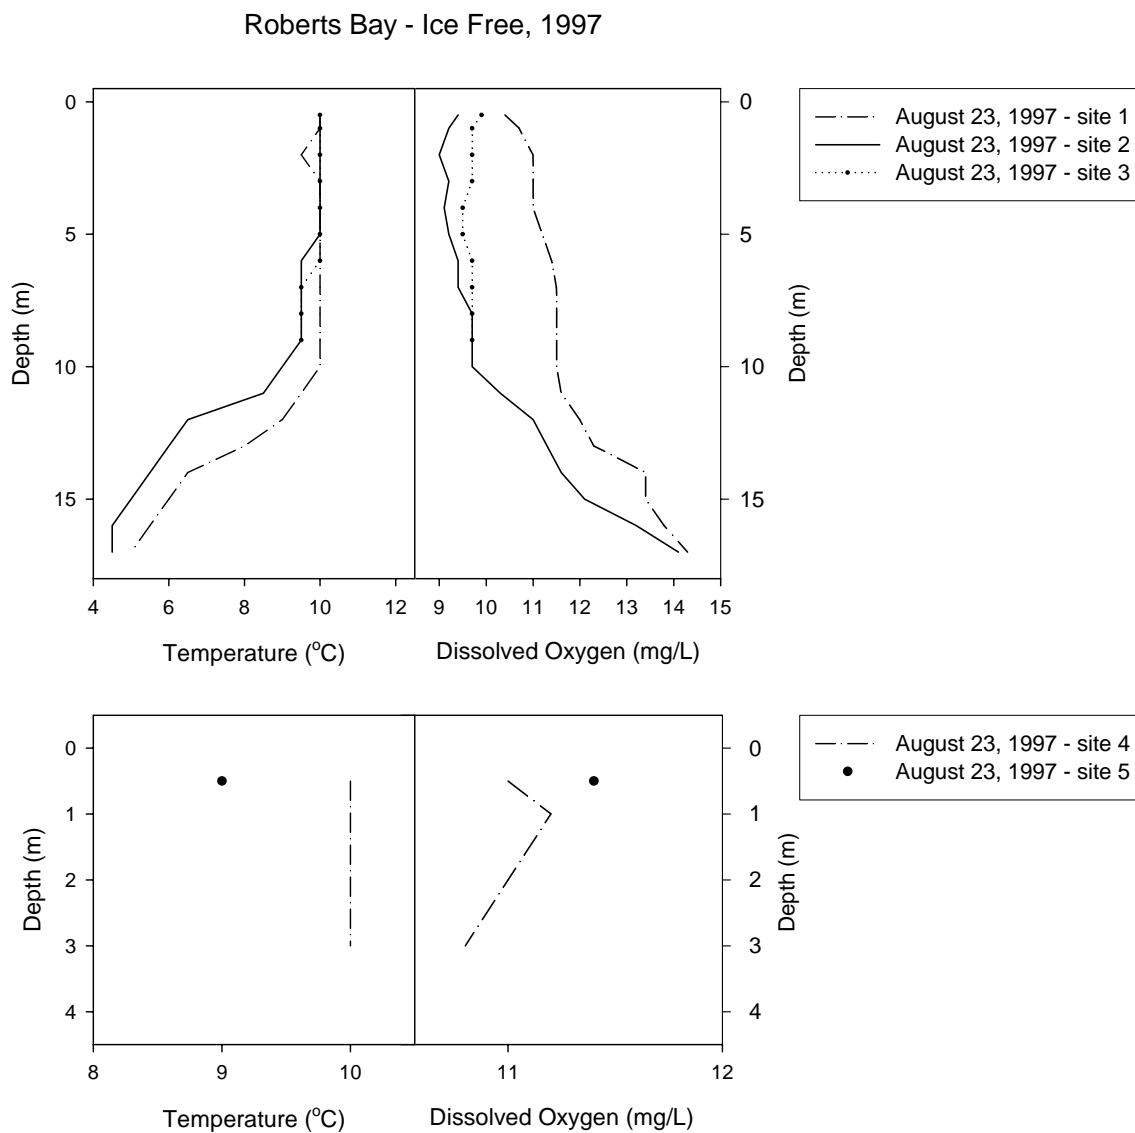 Roberts Bay - Ice Free, 1997
0
5
10
15
Depth (m)
4 6 8 10 12
Temperature (oC)
9 10 11 12 13 14 15
Dissolved Oxygen (mg/L)
0
5
10
15
Depth (m)
August 23, 1997 - site 1
August 23, 1997 - site 2
August 23, 1997 - site 3
0
1
2
3
4
Depth (m)
8 9 10
Temperature (oC)
11 12
Dissolved Oxygen (mg/L)
0
1
2
3
4
Depth (m)
August 23, 1997 - site 4
August 23, 1997 - site 5